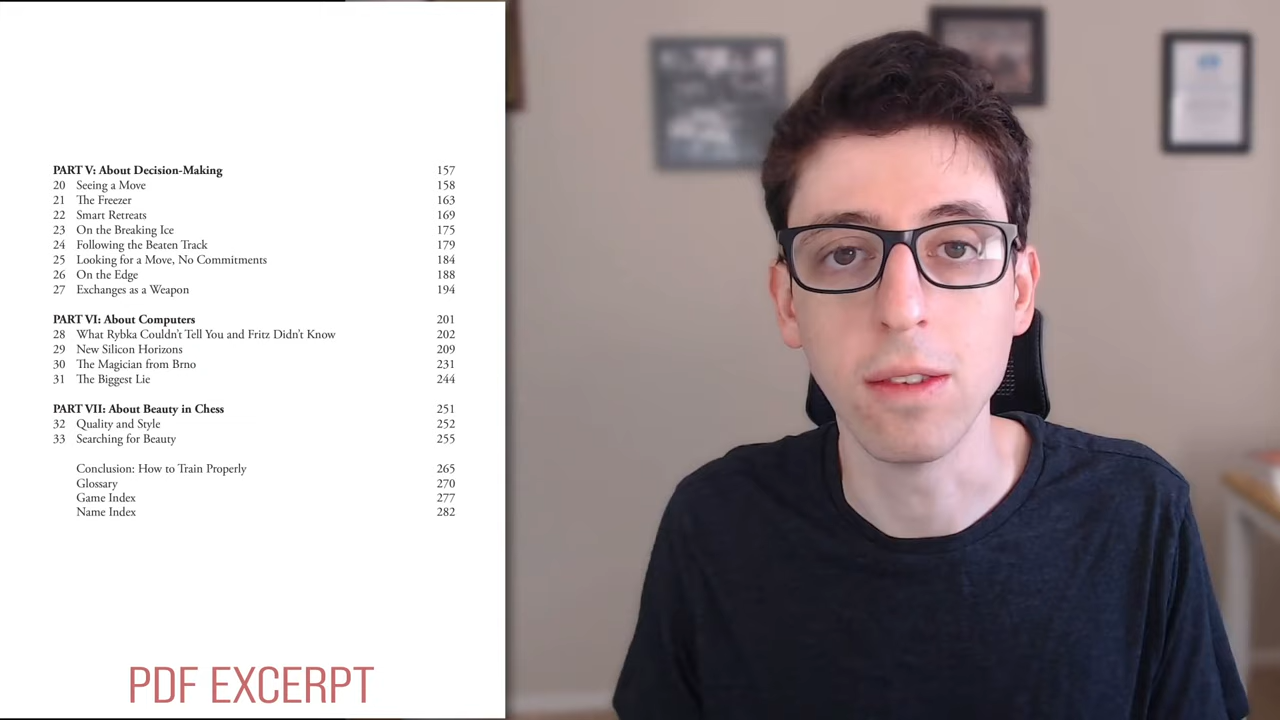 PART V: About Decision-Making 157
20 Seeing a Move 158
21 The Freezer 163
22 Smart Retreats 169
23 On the Breaking Ice 175
24 Following the Beaten Track 179
25 Looking for a Move, No Commitments 184
26 On the Edge 188
27 Exchanges as a Weapon 194
PART VI: About Computers 201
28 What Rybka Couldn't Tell You and Fritz Didn't Know 202
29 New Silicon Horizons 209
30 The Magician from Brno 231
31 The Biggest Lie 244
PART VII: About Beauty in Chess 251
32 Quality and Style 252
33 Searching for Beauty 255
Conclusion: How to Train Properly 265
Glossary 270
Game Index 277
Name Index 282
PDF EXCERPT